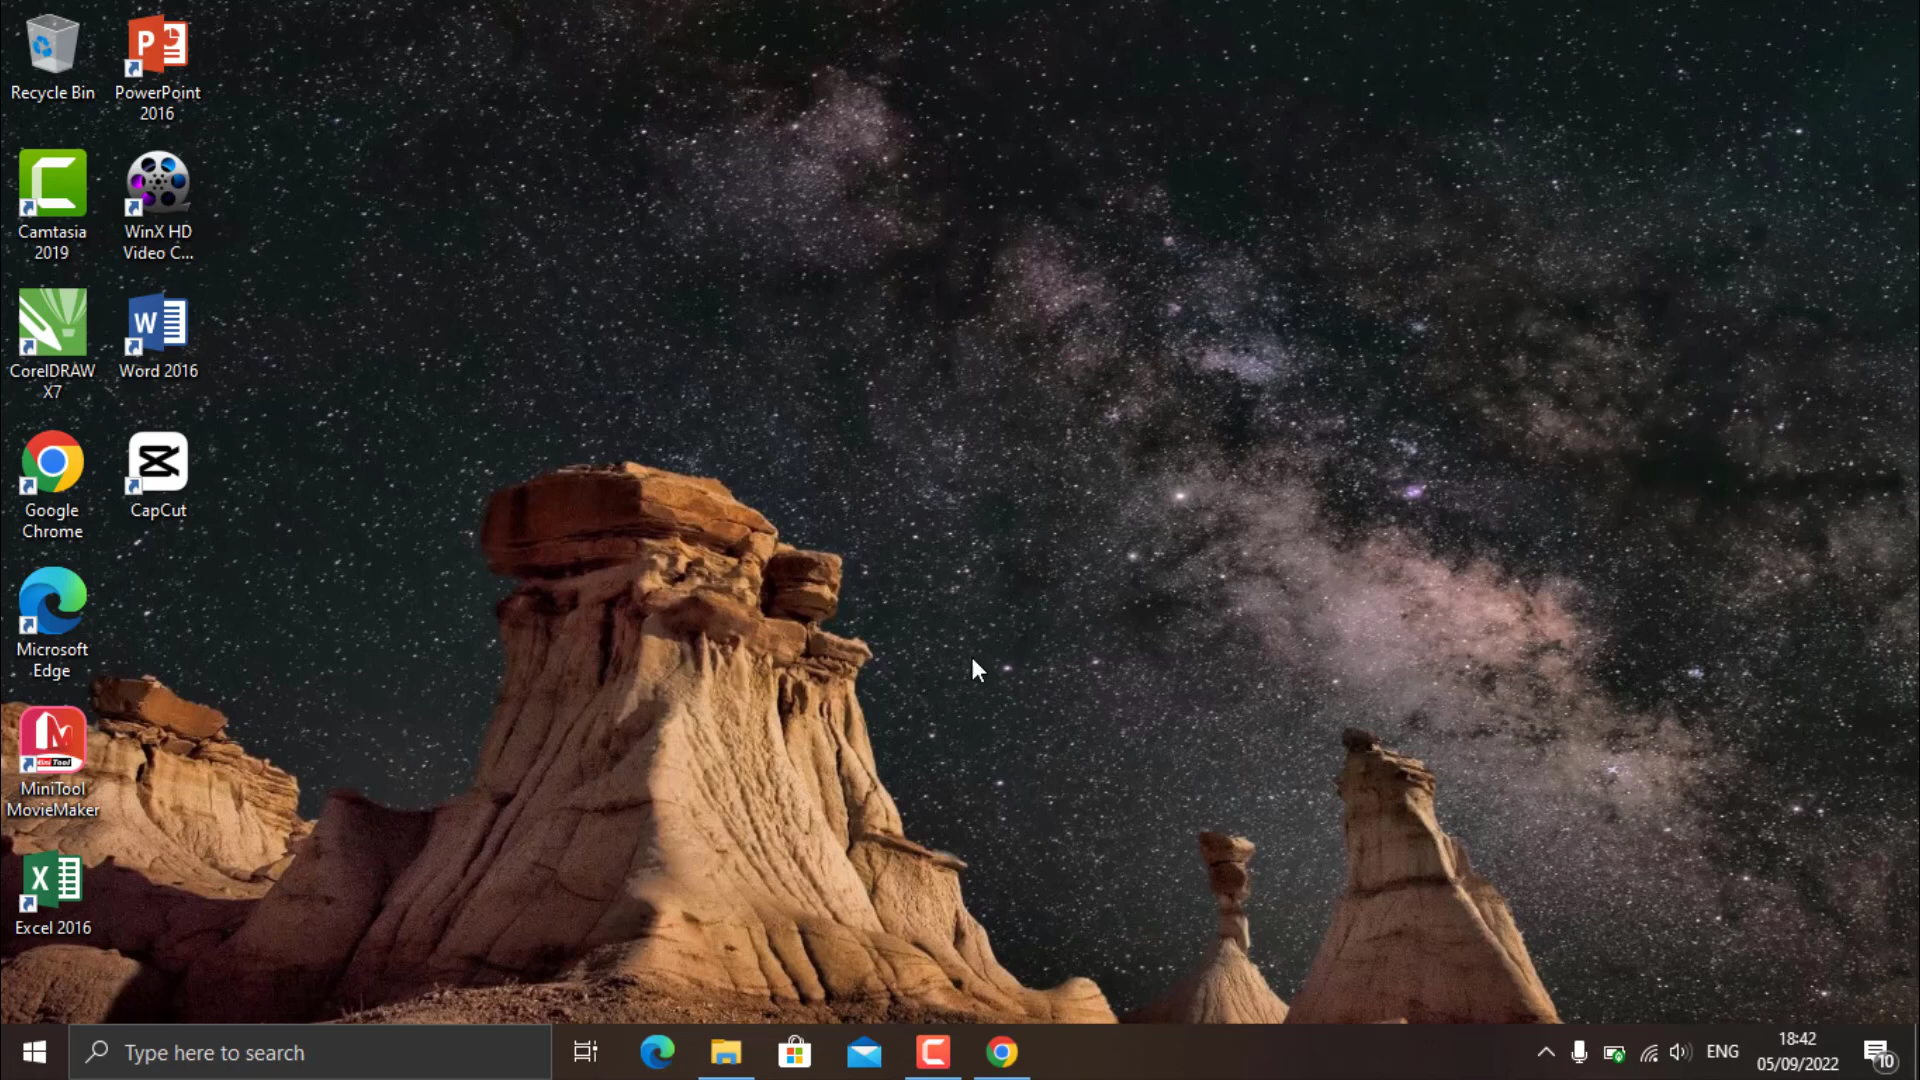 Recycle Bin
PowerPoint
2016
Camtasia
2019
WinX HD
Video C...
CorelDRAW
X7
Word 2016
Google
Chrome
CapCut
Microsoft
Edge
MiniTool
MovieMaker
Excel 2016
Type here to search
ENG
18:42
05/09/2022
10